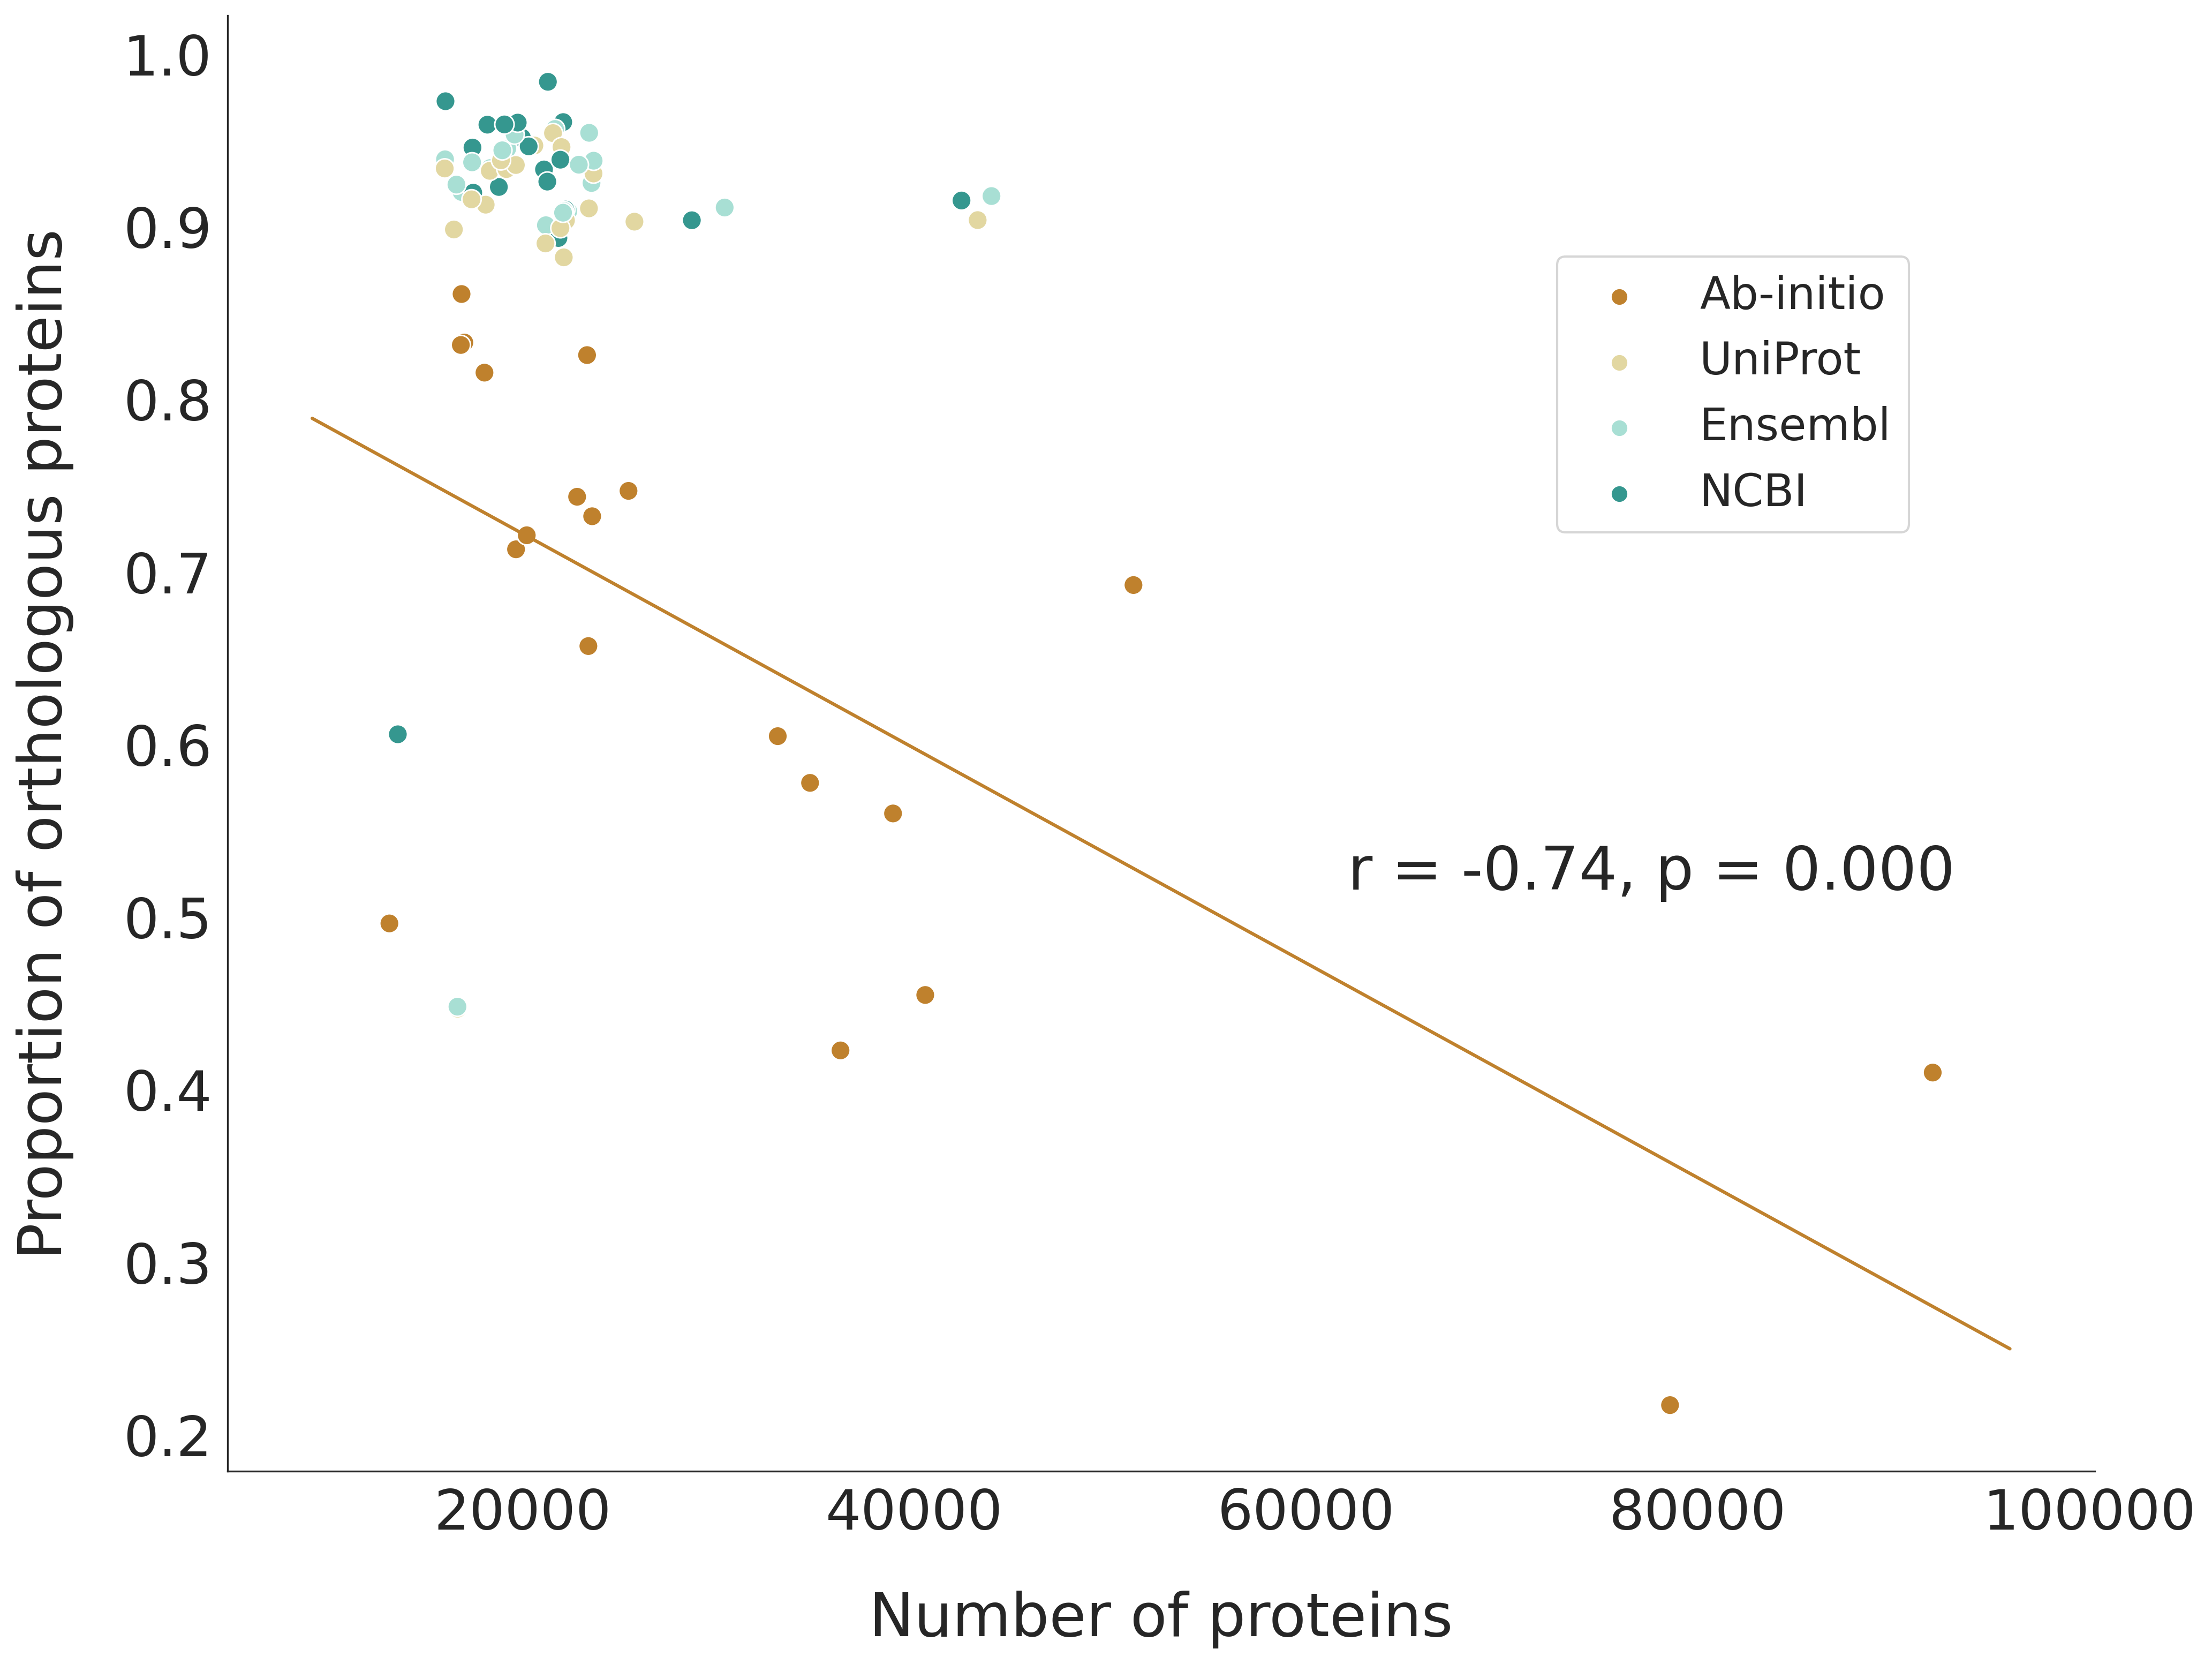 1.0
0.9
0.8
0.7
0.6
0.5
0.4
0.3
0.2
Proportion of orthologous proteins
Ab-initio
UniProt
Ensembl
NCBI
r = -0.74, p = 0.000
20000 40000 60000 80000 100000
Number of proteins